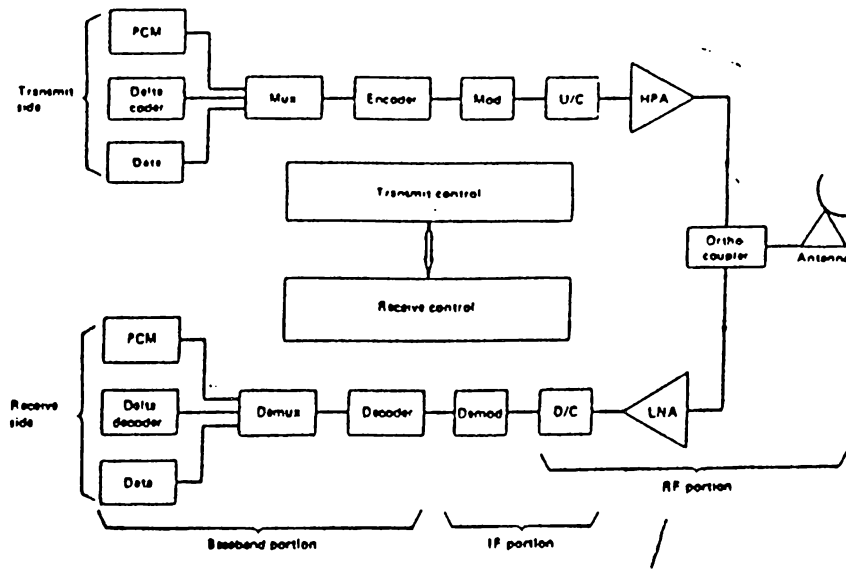 PCM
Transmit side
Delta coder
Data
Mux
Encoder
Mod
U/C
HPA
Transmit control
Ortho coupler
Antenna
Receive control
PCM
Receive side
Delta decoder
Data
Demux
Decoder
Demod
D/C
LNA
RF portion
Baseband portion
IF portion